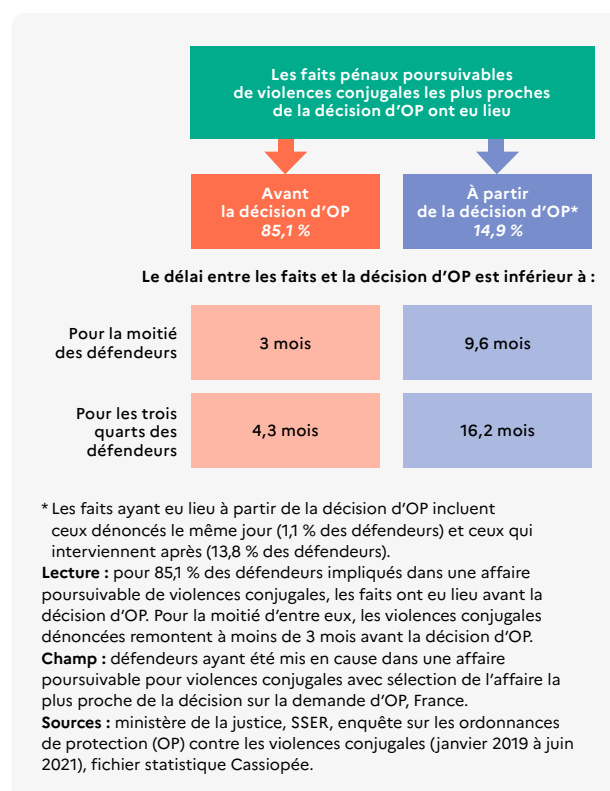 Les faits pénaux poursuivables
de violences conjugales les plus proches
de la décision d'OP ont eu lieu
Avant
la décision d'OP
85,1 %
À partir
de la décision d'OP*
14,9 %
Le délai entre les faits et la décision d'OP est inférieur à :
Pour la moitié
des défendeurs
3 mois
9,6 mois
Pour les trois
quarts des
défendeurs
4,3 mois
16,2 mois
* Les faits ayant eu lieu à partir de la décision d'OP incluent
ceux dénoncés le même jour (1,1 % des défendeurs) et ceux qui
interviennent après (13,8 % des défendeurs).
Lecture : pour 85,1 % des défendeurs impliqués dans une affaire
poursuivable de violences conjugales, les faits ont eu lieu avant la
décision d'OP. Pour la moitié d'entre eux, les violences conjugales
dénoncées remontent à moins de 3 mois avant la décision d'OP.
Champ : défendeurs ayant été mis en cause dans une affaire
poursuivable pour violences conjugales avec sélection de l'affaire la
plus proche de la décision sur la demande d'OP, France.
Sources : ministère de la justice, SSER, enquête sur les ordonnances
de protection (OP) contre les violences conjugales (janvier 2019 à juin
2021), fichier statistique Cassiopée.